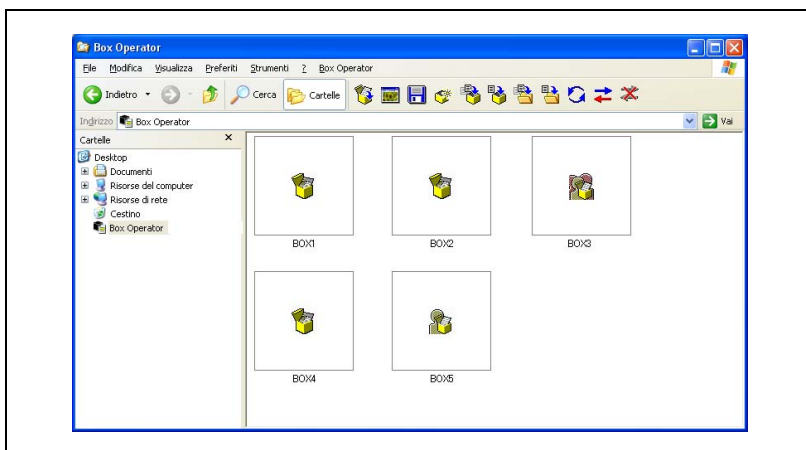 Box Operator
File Modifica Visualizza Preferiti Strumenti ? Box Operator
Indietro Cerca Cartelle
Indirizzo Box Operator Vai
Cartelle
Desktop
Documenti
Risorse del computer
Risorse di rete
Cestino
Box Operator
BOX1 BOX2 BOX3
BOX4 BOX5